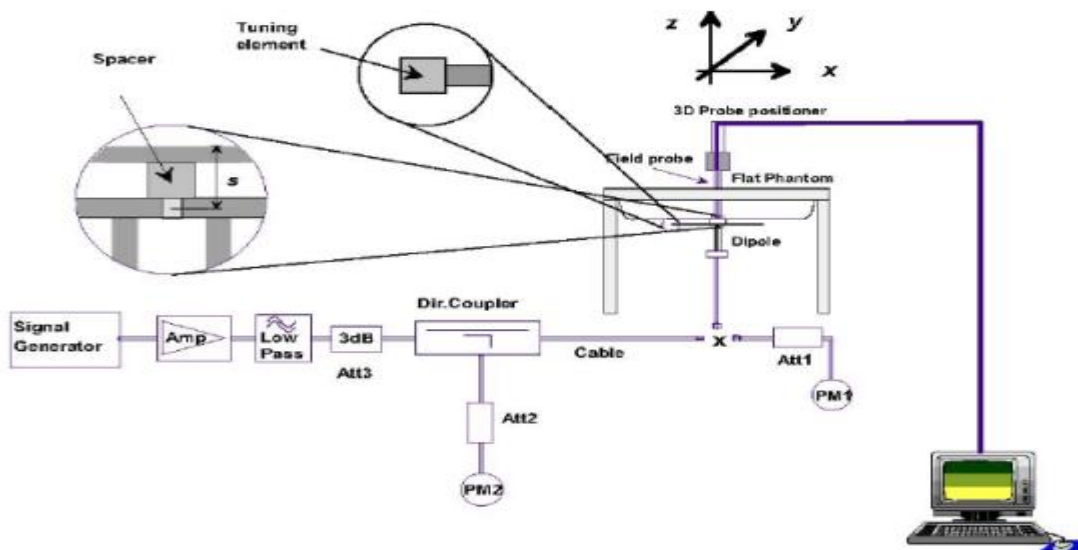 Tuning
element
Spacer
s
z
y
x
3D Probe positioner
Field probe
Flat Phantom
Dipole
Dir.Coupler
Signal
Generator
Amp
Low
Pass
3dB
Att3
Cable
x
Att1
PM1
Att2
PM2